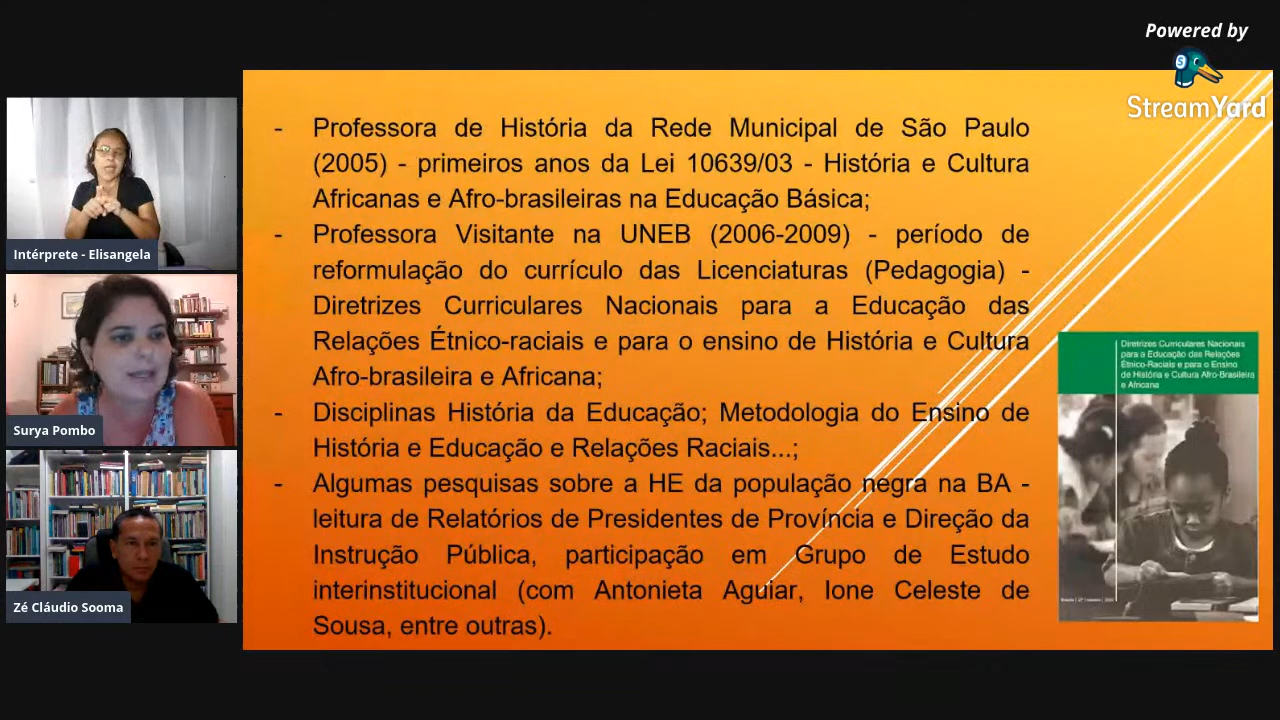 Powered by
StreamYard
- Professora de História da Rede Municipal de São Paulo
(2005) - primeiros anos da Lei 10639/03 - História e Cultura
Africanas e Afro-brasileiras na Educação Básica;
- Professora Visitante na UNEB (2006-2009) - período de
reformulação do currículo das Licenciaturas (Pedagogia) -
Diretrizes Curriculares Nacionais para a Educação das
Relações Étnico-raciais e para o ensino de História e Cultura
Afro-brasileira e Africana;
- Disciplinas História da Educação; Metodologia do Ensino de
História e Educação e Relações Raciais...;
- Algumas pesquisas sobre a HE da população negra na BA -
leitura de Relatórios de Presidentes de Província e Direção da
Instrução Pública, participação em Grupo de Estudo
interinstitucional (com Antonieta Aguiar, Ione Celeste de
Sousa, entre outras).
Diretrizes Curriculares Nacionais
para a Educação das Relações
Étnico-Raciais e para o Ensino
de História e Cultura Afro-Brasileira
e Africana
Intérprete - Elisangela
Surya Pombo
Zé Cláudio Sooma